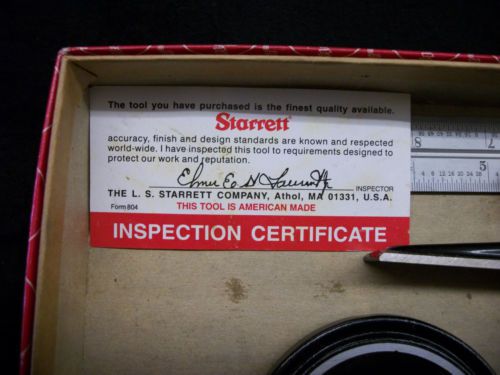 The tool you have purchased is the finest quality available.
Starrett
accuracy, finish and design standards are known and respected
world-wide. I have inspected this tool to requirements designed to
protect our work and reputation.
INSPECTOR
THE L. S. STARRETT COMPANY, Athol, MA 01331, U.S.A.
Form 804
THIS TOOL IS AMERICAN MADE
INSPECTION CERTIFICATE
8
5